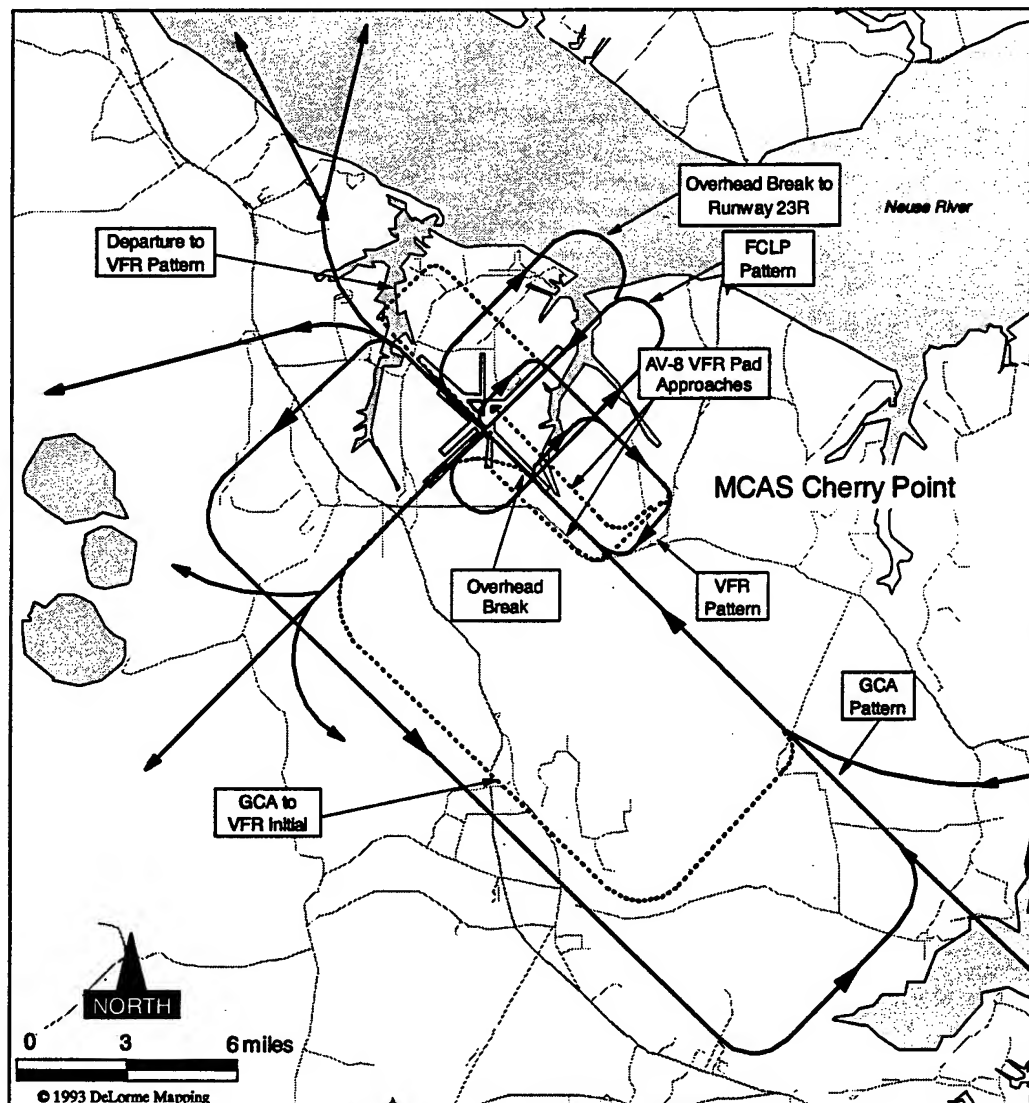 Overhead Break to
Runway 23R
Neuse River
Departure to
VFR Pattern
FCLP
Pattern
AV-8 VFR Pad
Approaches
MCAS Cherry Point
Overhead
Break
VFR
Pattern
GCA
Pattern
GCA to
VFR Initial
NORTH
0 3 6 miles
© 1993 DeLorme Mapping